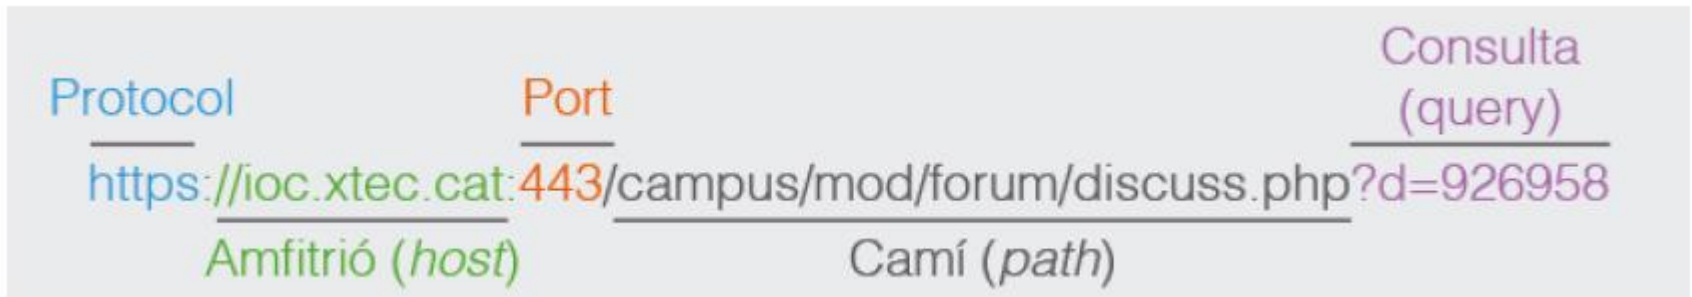 Consulta
Protocol
Port
(query)
https://ioc.xtec.cat:443/campus/mod/forum/discuss.php?d=926958
Amfitrió (host)
Camí (path)